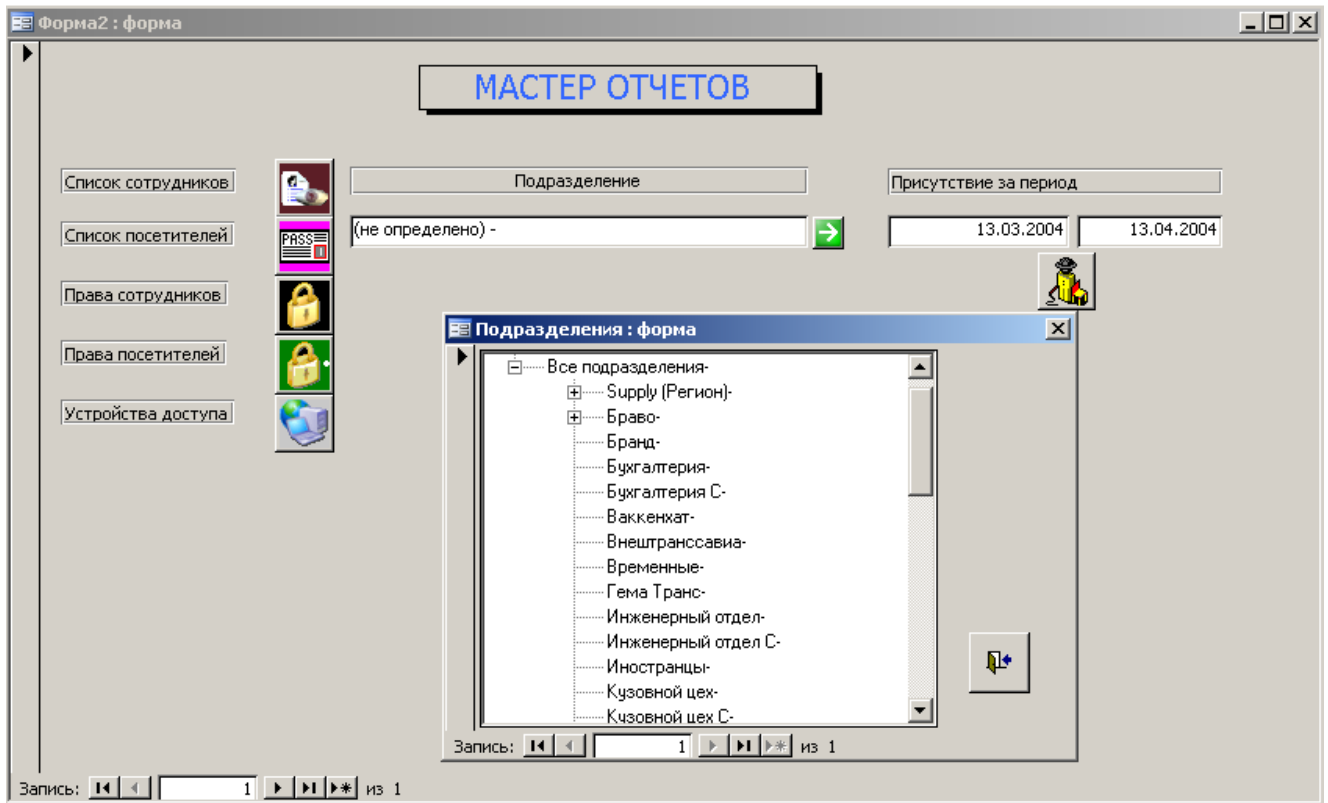 Форма2 : форма
МАСТЕР ОТЧЕТОВ
Список сотрудников
Подразделение
Присутствие за период
Список посетителей
PASS
(не определено) -
13.03.2004
13.04.2004
Права сотрудников
Права посетителей
Устройства доступа
Подразделения : форма
Все подразделения-
Supply (Регион)-
Браво-
Бранд-
Бухгалтерия-
Бухгалтерия С-
Ваккенхат-
Внештранссавиа-
Временные-
Гема Транс-
Инженерный отдел-
Инженерный отдел С-
Иностранцы-
Кузовной цех-
Кузовной цех С-
Запись: 1 из 1
Запись: 1 из 1